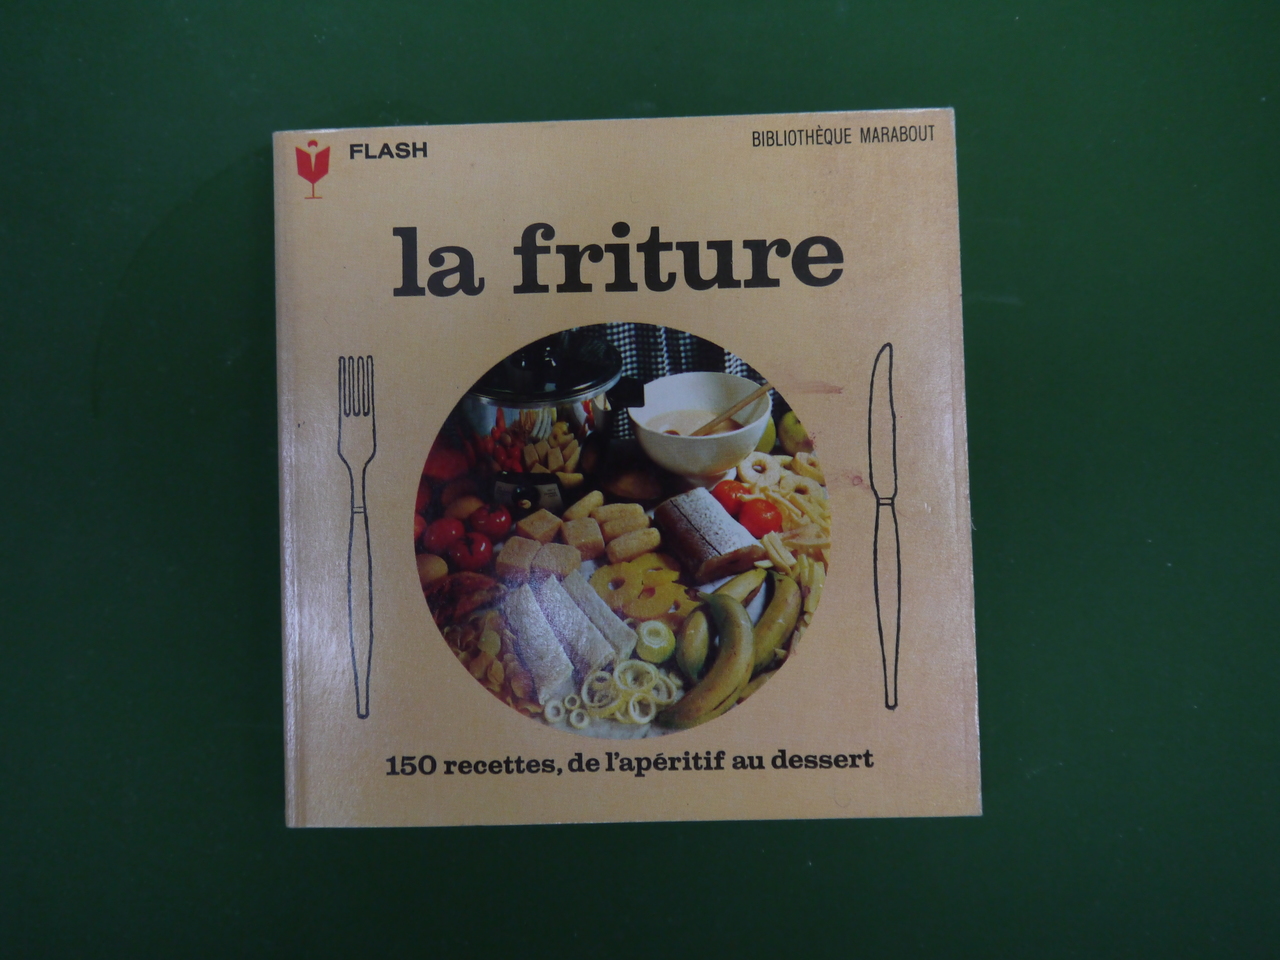 FLASH
BIBLIOTHÈQUE MARABOUT
la friture
150 recettes, de l'apéritif au dessert